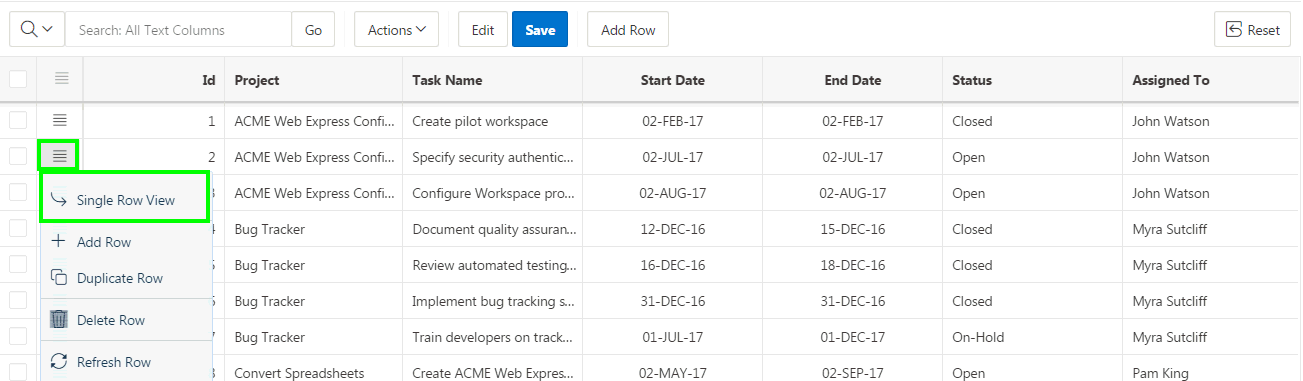 Search: All Text Columns Go Actions Edit Save Add Row Reset
Id Project Task Name Start Date End Date Status Assigned To
1 ACME Web Express Confi... Create pilot workspace 02-FEB-17 02-FEB-17 Closed John Watson
2 ACME Web Express Confi... Specify security authentic... 02-JUL-17 02-JUL-17 Open John Watson
3 ACME Web Express Confi... Configure Workspace pro... 02-AUG-17 02-AUG-17 Open John Watson
Single Row View
4 Bug Tracker Document quality assuran... 12-DEC-16 15-DEC-16 Closed Myra Sutcliff
Add Row
5 Bug Tracker Review automated testing... 16-DEC-16 18-DEC-16 Closed Myra Sutcliff
Duplicate Row
6 Bug Tracker Implement bug tracking s... 31-DEC-16 31-DEC-16 Closed Myra Sutcliff
Delete Row
7 Bug Tracker Train developers on track... 01-JUL-17 01-DEC-17 On-Hold Myra Sutcliff
Refresh Row
8 Convert Spreadsheets Create ACME Web Expres... 02-MAY-17 02-SEP-17 Open Pam King